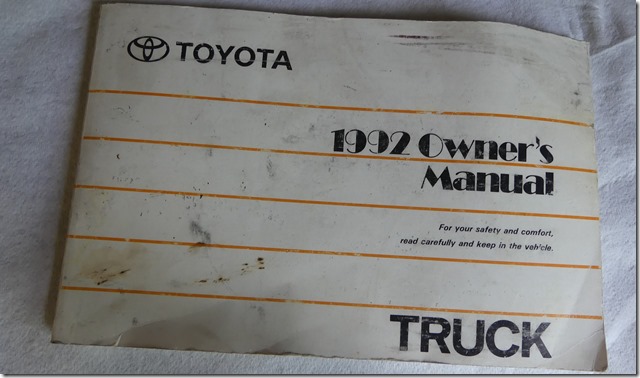 TOYOTA
1992 Owner's
Manual
For your safety and comfort,
read carefully and keep in the vehicle.
TRUCK